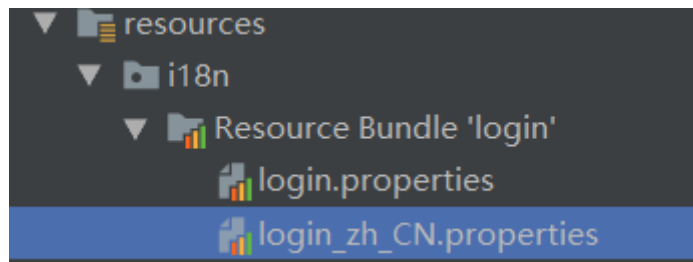 resources
i18n
Resource Bundle 'login'
login.properties
login_zh_CN.properties